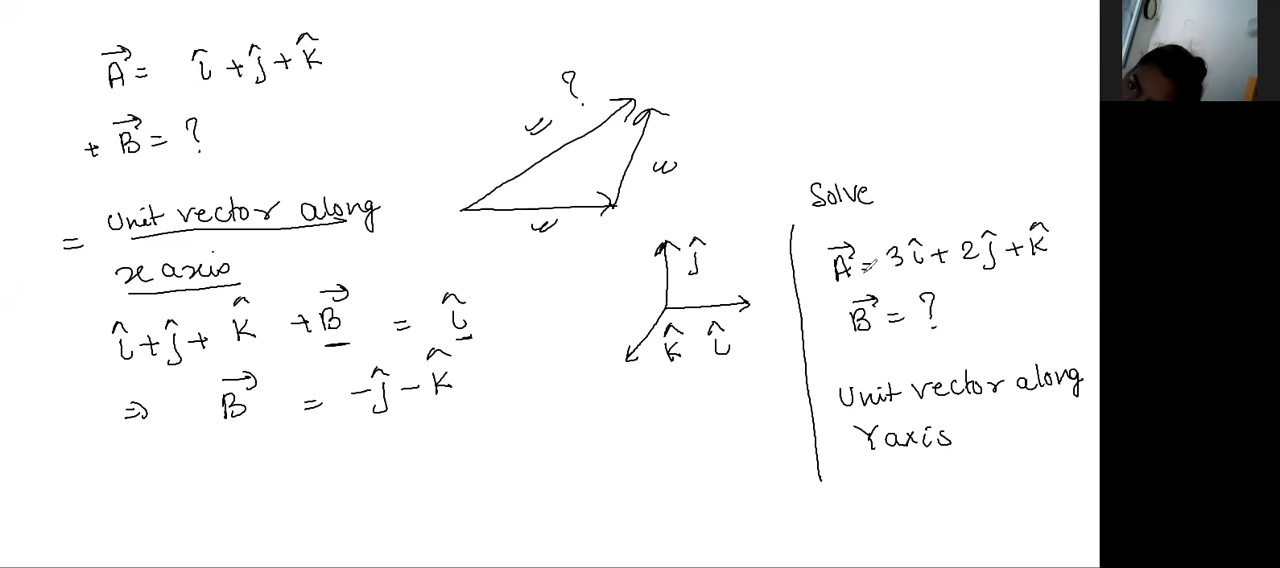 A⃗ = î + ĵ + k̂
+ B⃗ = ?
= Unit vector along
x axis
î + ĵ + k̂ + B⃗ = î
⇒ B⃗ = -ĵ - k̂
?
ĵ
k̂ î
Solve
A⃗ = 3î + 2ĵ + k̂
B⃗ = ?
Unit vector along
Y axis